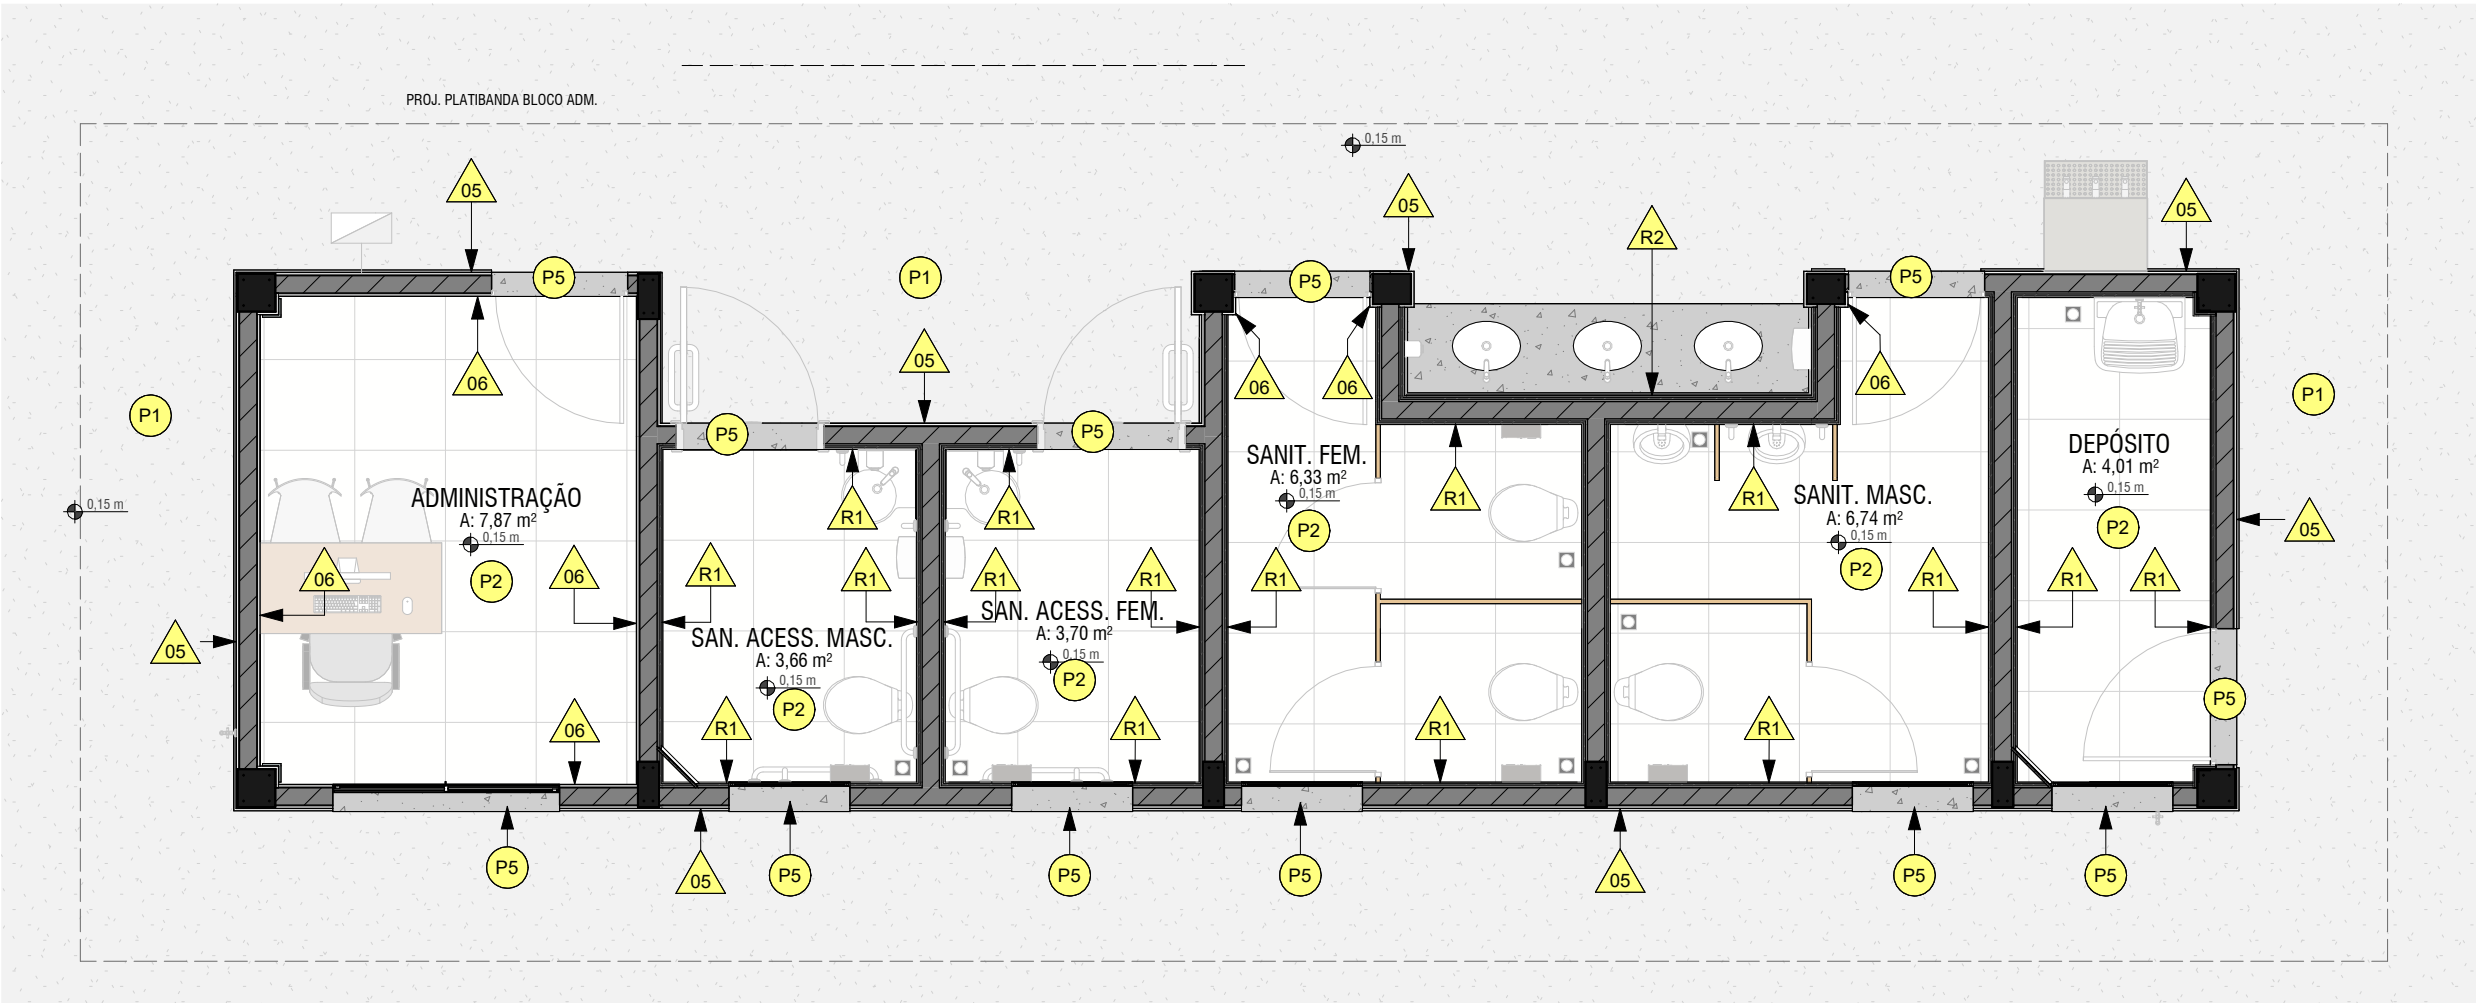 PROJ. PLATIBANDA BLOCO ADM.
0,15 m
05
05
05
R2
P5
P1
P5
P5
05
06
06
06
06
P1
P1
P5
P5
ADMINISTRAÇÃO
A: 7,87 m²
0,15 m
P2
0,15 m
SANIT. FEM.
A: 6,33 m²
0,15 m
P2
SANIT. MASC.
A: 6,74 m²
0,15 m
P2
DEPÓSITO
A: 4,01 m²
0,15 m
P2
R1
R1
R1
R1
05
06
06
R1
R1
R1
R1
R1
R1
R1
R1
SAN. ACESS. MASC.
A: 3,66 m²
0,15 m
P2
SAN. ACESS. FEM.
A: 3,70 m²
0,15 m
P2
05
06
R1
R1
R1
R1
P5
P5
05
P5
P5
P5
05
P5
P5